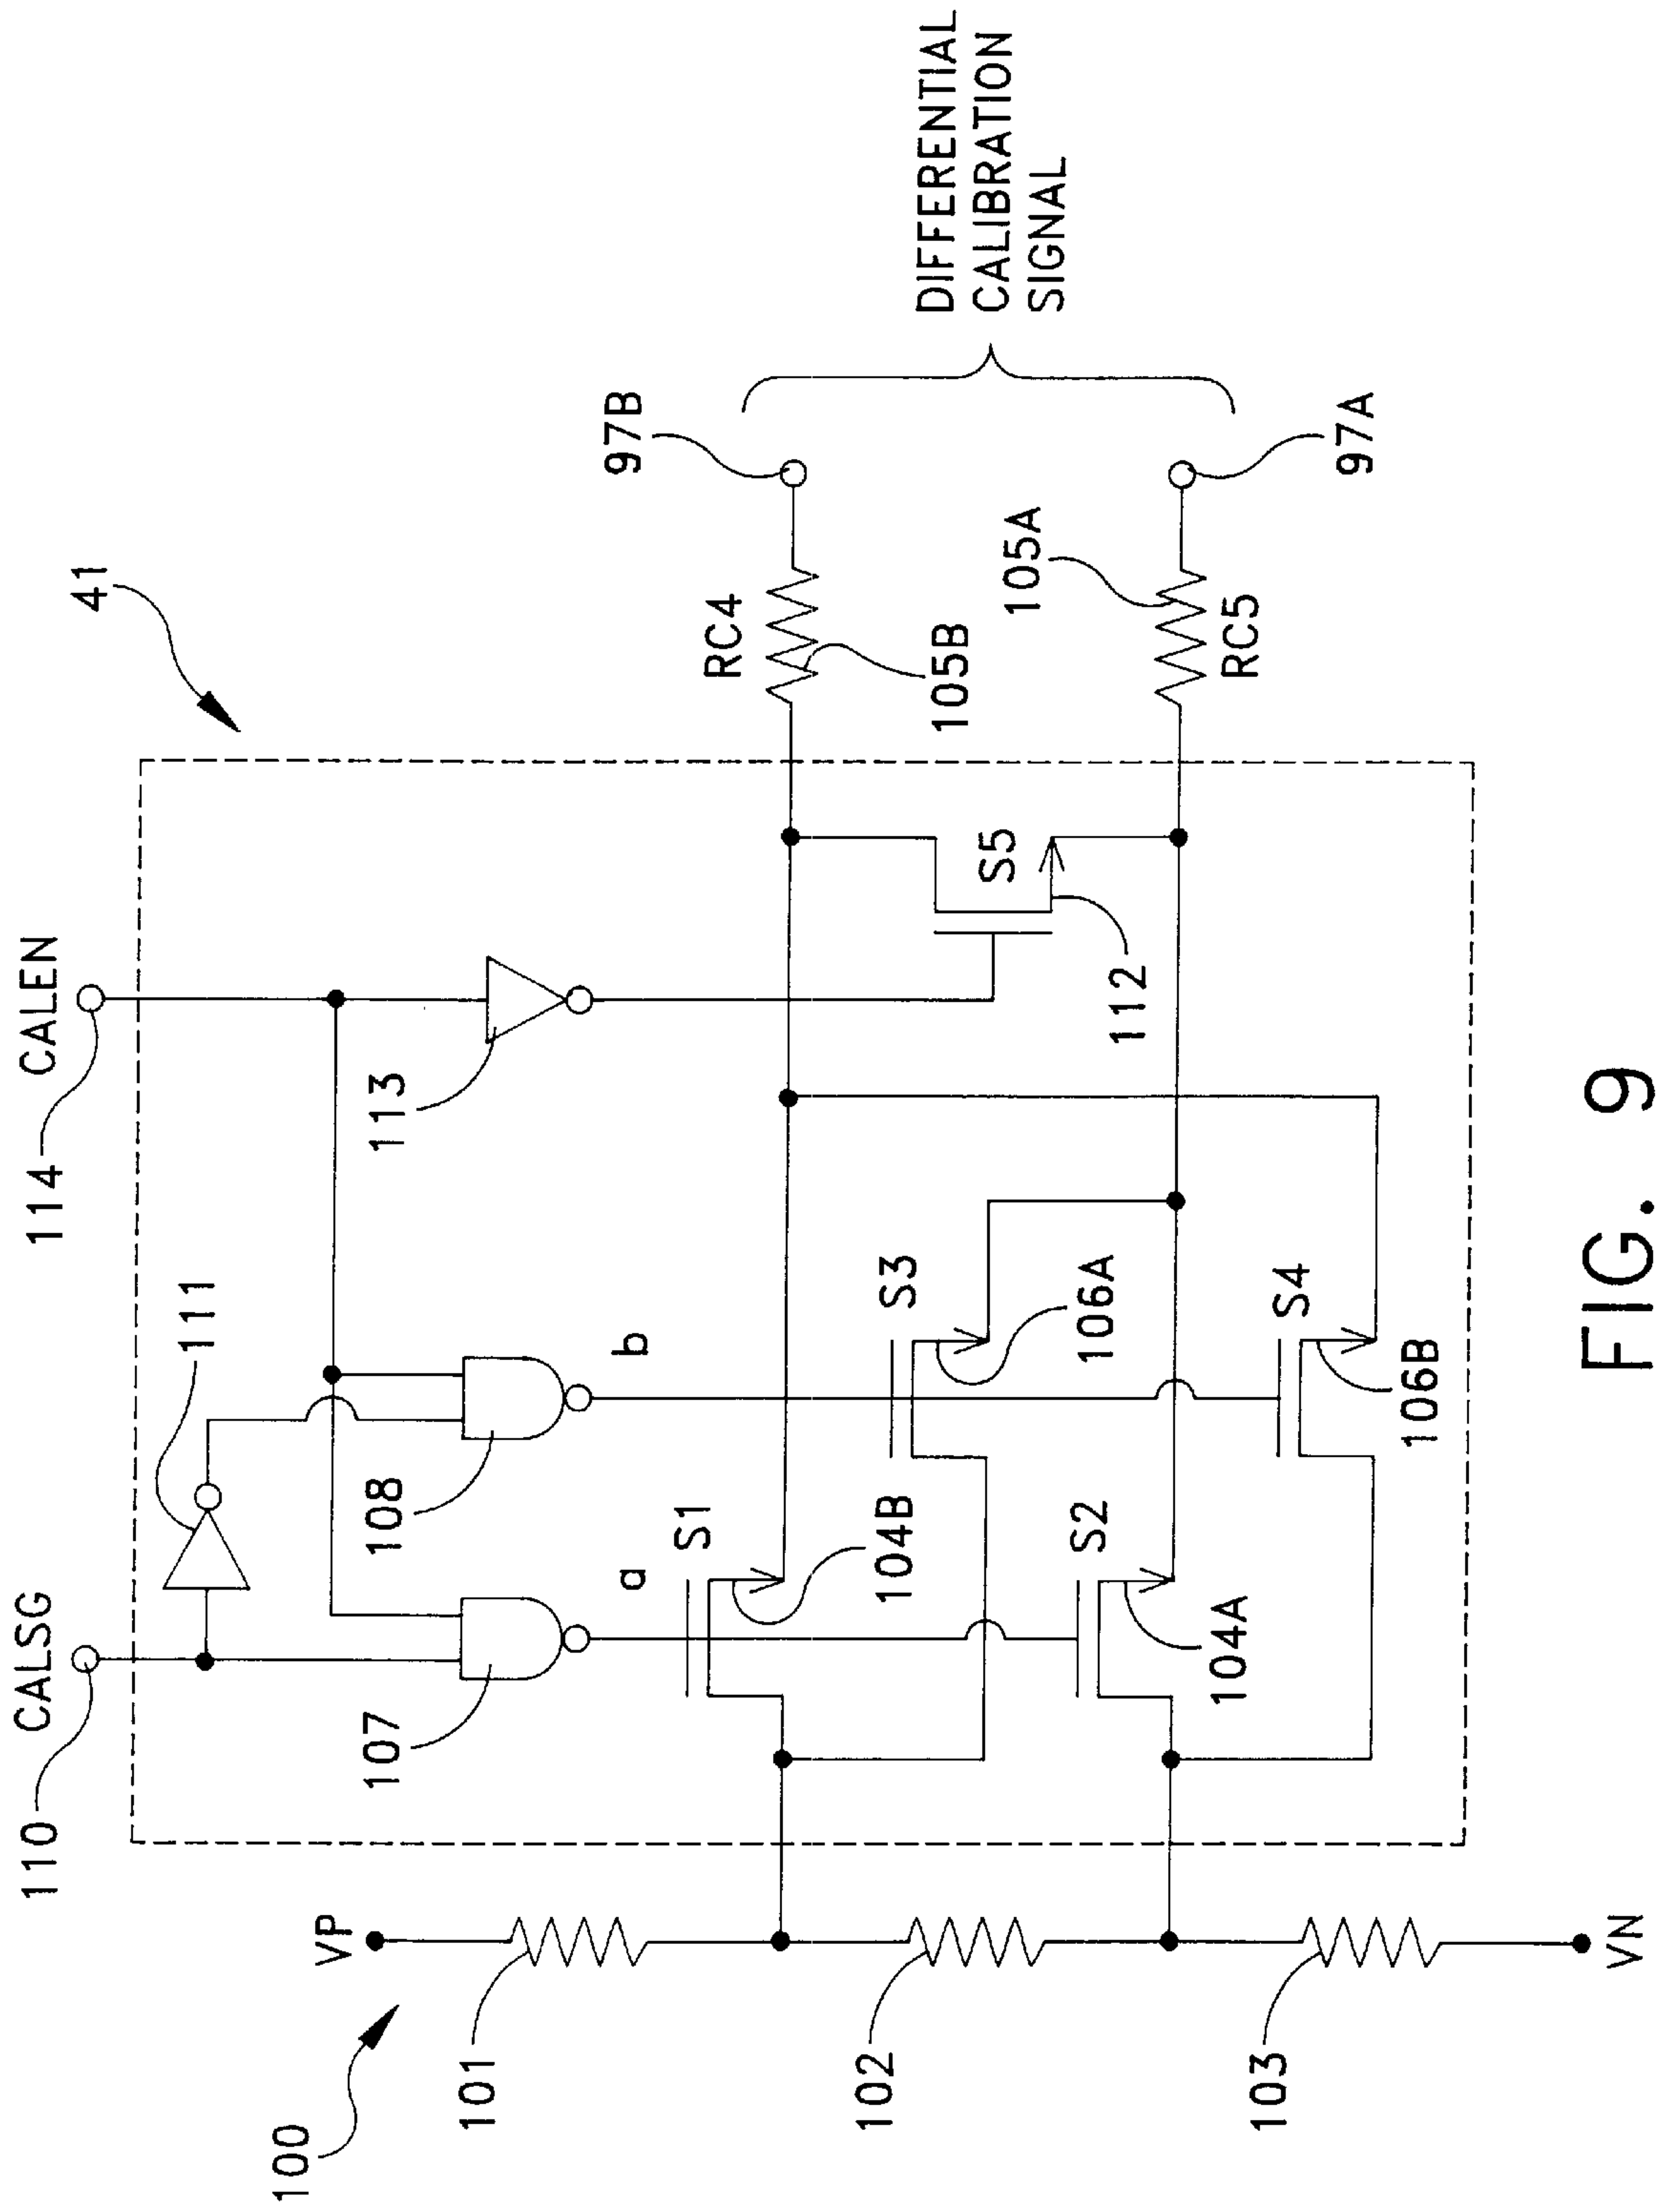 41
CALSG
CALEN
110
114
111
107
108
113
a
b
VP
100
101
102
103
VN
S1
104B
S3
106A
S2
104A
S4
106B
S5
112
RC4
105B
97B
105A
RC5
97A
DIFFERENTIAL
CALIBRATION
SIGNAL
FIG. 9